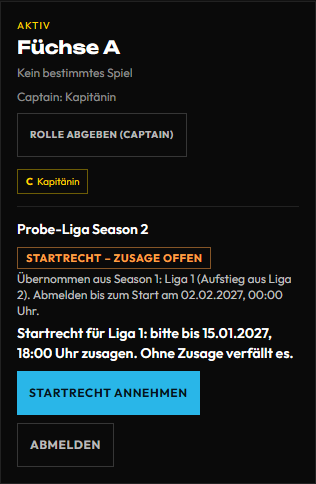 AKTIV
Füchse A
Kein bestimmtes Spiel
Captain: Kapitänin
ROLLE ABGEBEN (CAPTAIN)
C Kapitänin
Probe-Liga Season 2
STARTRECHT – ZUSAGE OFFEN
Übernommen aus Season 1: Liga 1 (Aufstieg aus Liga
2). Abmelden bis zum Start am 02.02.2027, 00:00
Uhr.
Startrecht für Liga 1: bitte bis 15.01.2027,
18:00 Uhr zusagen. Ohne Zusage verfällt es.
STARTRECHT ANNEHMEN
ABMELDEN